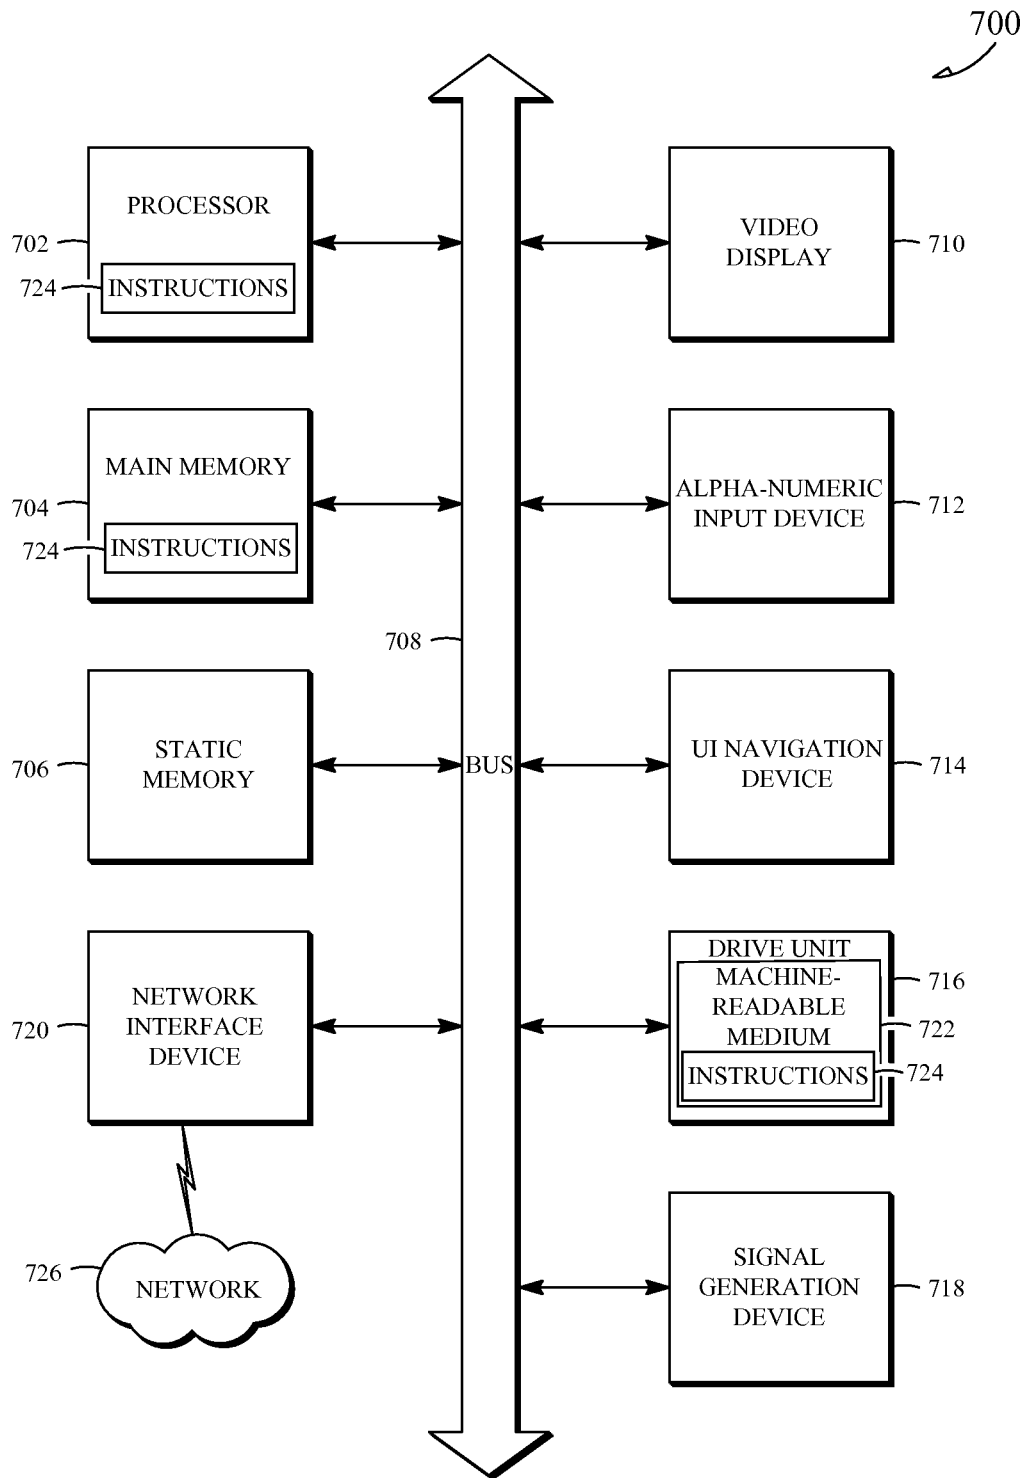 700
PROCESSOR
702
724
INSTRUCTIONS
VIDEO
DISPLAY
710
MAIN MEMORY
704
724
INSTRUCTIONS
ALPHA-NUMERIC
INPUT DEVICE
712
708
STATIC
MEMORY
706
BUS
UI NAVIGATION
DEVICE
714
NETWORK
INTERFACE
DEVICE
720
DRIVE UNIT
716
MACHINE-
READABLE
MEDIUM
722
INSTRUCTIONS
724
726
NETWORK
SIGNAL
GENERATION
DEVICE
718